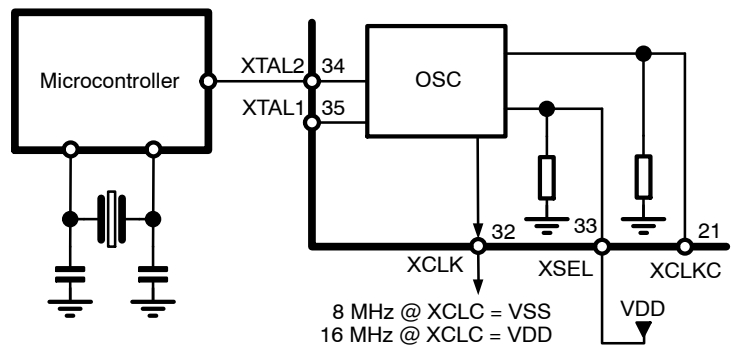 Microcontroller
XTAL2 34
XTAL1 35
OSC
32
33
21
XCLK
XSEL
XCLKC
8 MHz @ XCLC = VSS
16 MHz @ XCLC = VDD
VDD